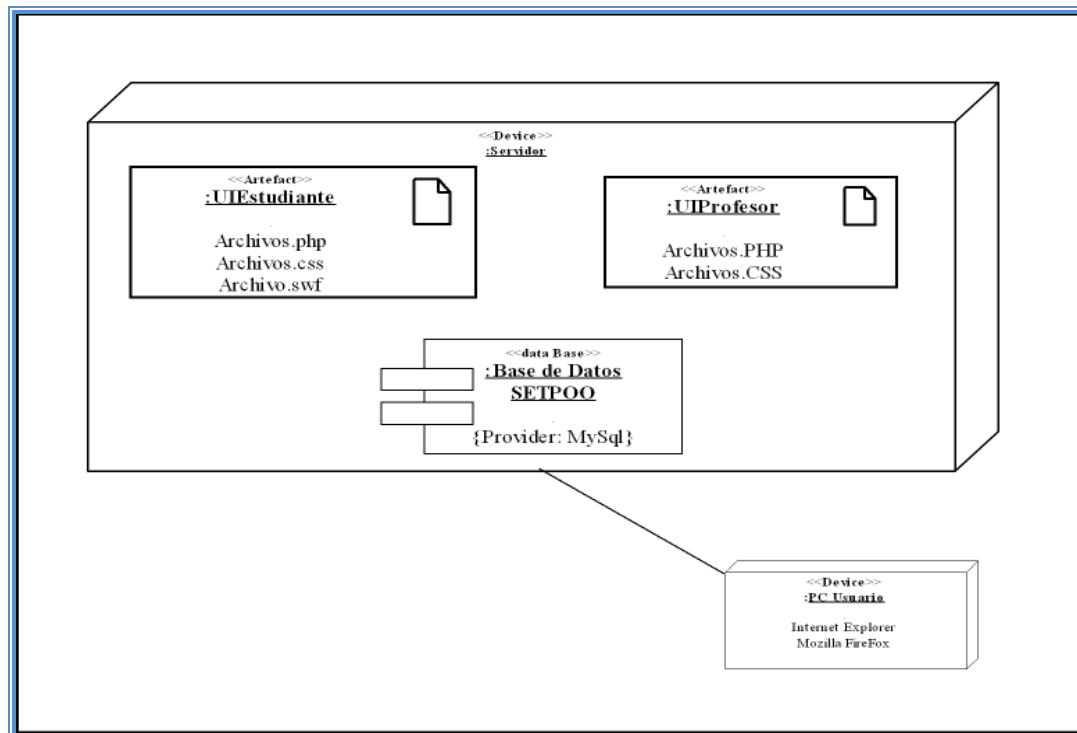 <<Device>>
:Servidor
<<Artefact>>
:UIEstudiante
Archivos.php
Archivos.css
Archivo.swf
<<Artefact>>
:UIProfesor
Archivos.PHP
Archivos.CSS
<<data Base>>
:Base de Datos
SETPOO
{Provider: MySql}
<<Device>>
:PC Usuario
Internet Explorer
Mozilla FireFox